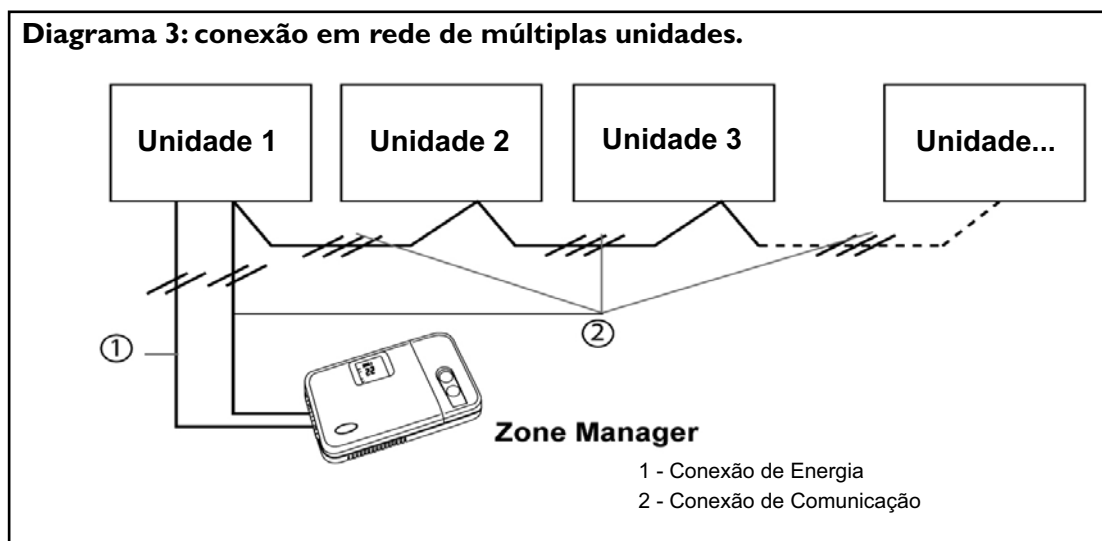 Diagrama 3: conexão em rede de múltiplas unidades.
Unidade 1
Unidade 2
Unidade 3
Unidade...
①
②
22
Zone Manager
1 - Conexão de Energia
2 - Conexão de Comunicação